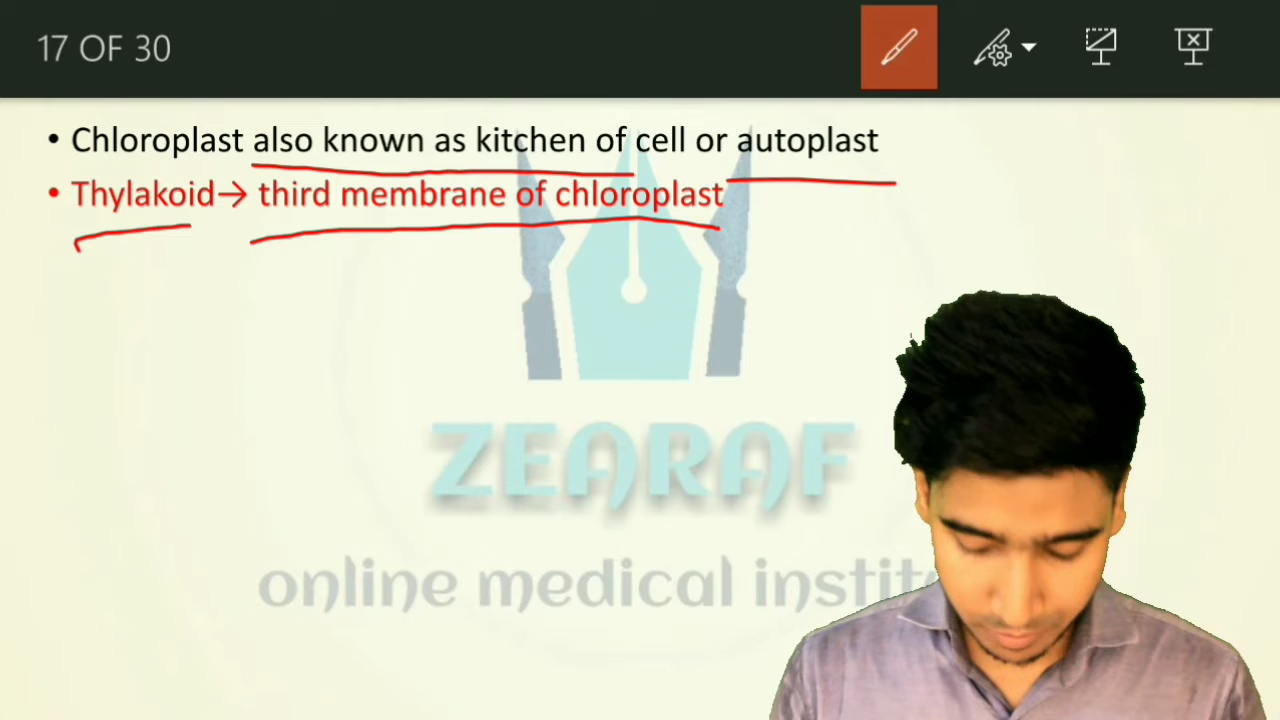 17 OF 30
• Chloroplast also known as kitchen of cell or autoplast
• Thylakoid→ third membrane of chloroplast
ZEARAF
online medical instit